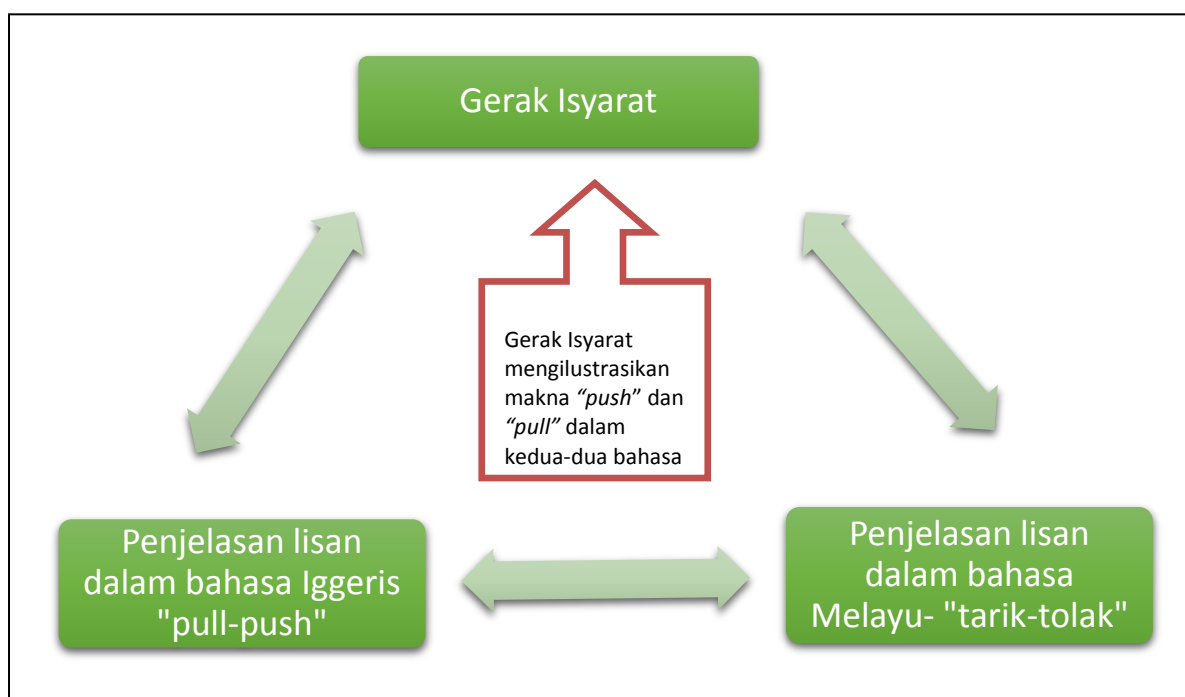 Gerak Isyarat
Gerak Isyarat
mengilustrasikan
makna “push” dan
“pull” dalam
kedua-dua bahasa
Penjelasan lisan
dalam bahasa Iggeris
"pull-push"
Penjelasan lisan
dalam bahasa
Melayu- "tarik-tolak"